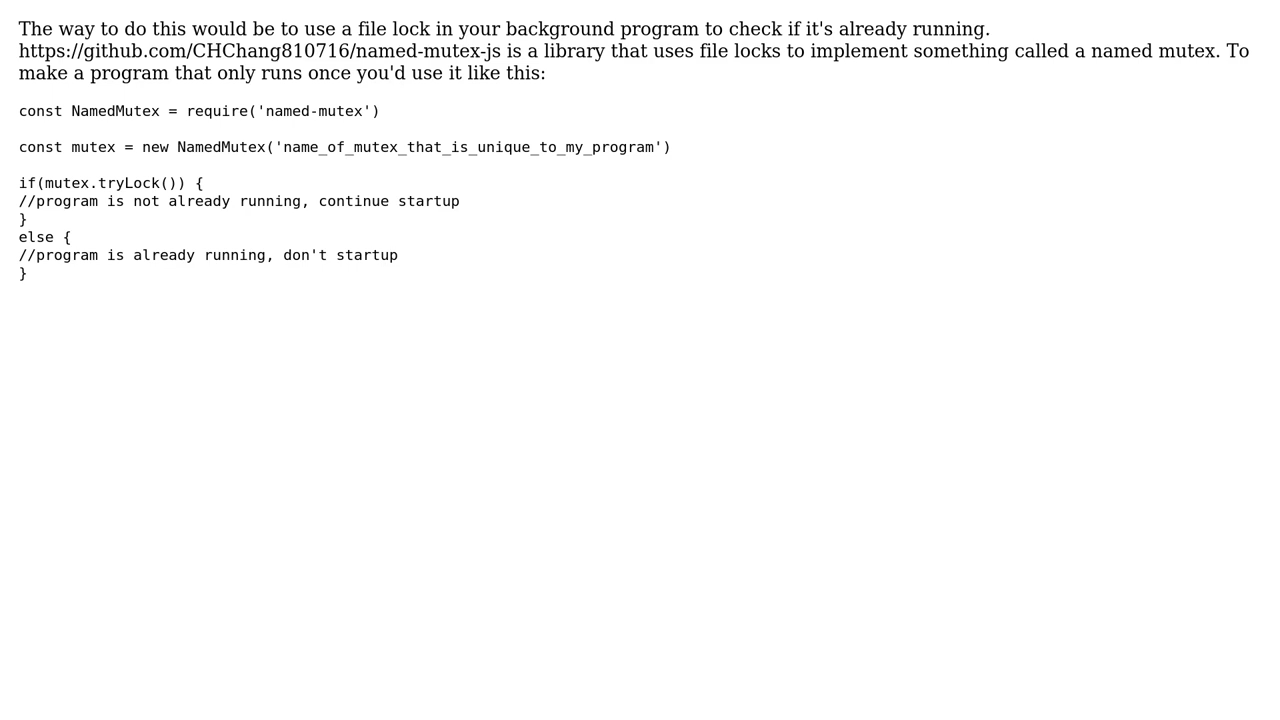 The way to do this would be to use a file lock in your background program to check if it's already running.
https://github.com/CHChang810716/named-mutex-js is a library that uses file locks to implement something called a named mutex. To
make a program that only runs once you'd use it like this:
const NamedMutex = require('named-mutex')
const mutex = new NamedMutex('name_of_mutex_that_is_unique_to_my_program')
if(mutex.tryLock()) {
//program is not already running, continue startup
}
else {
//program is already running, don't startup
}